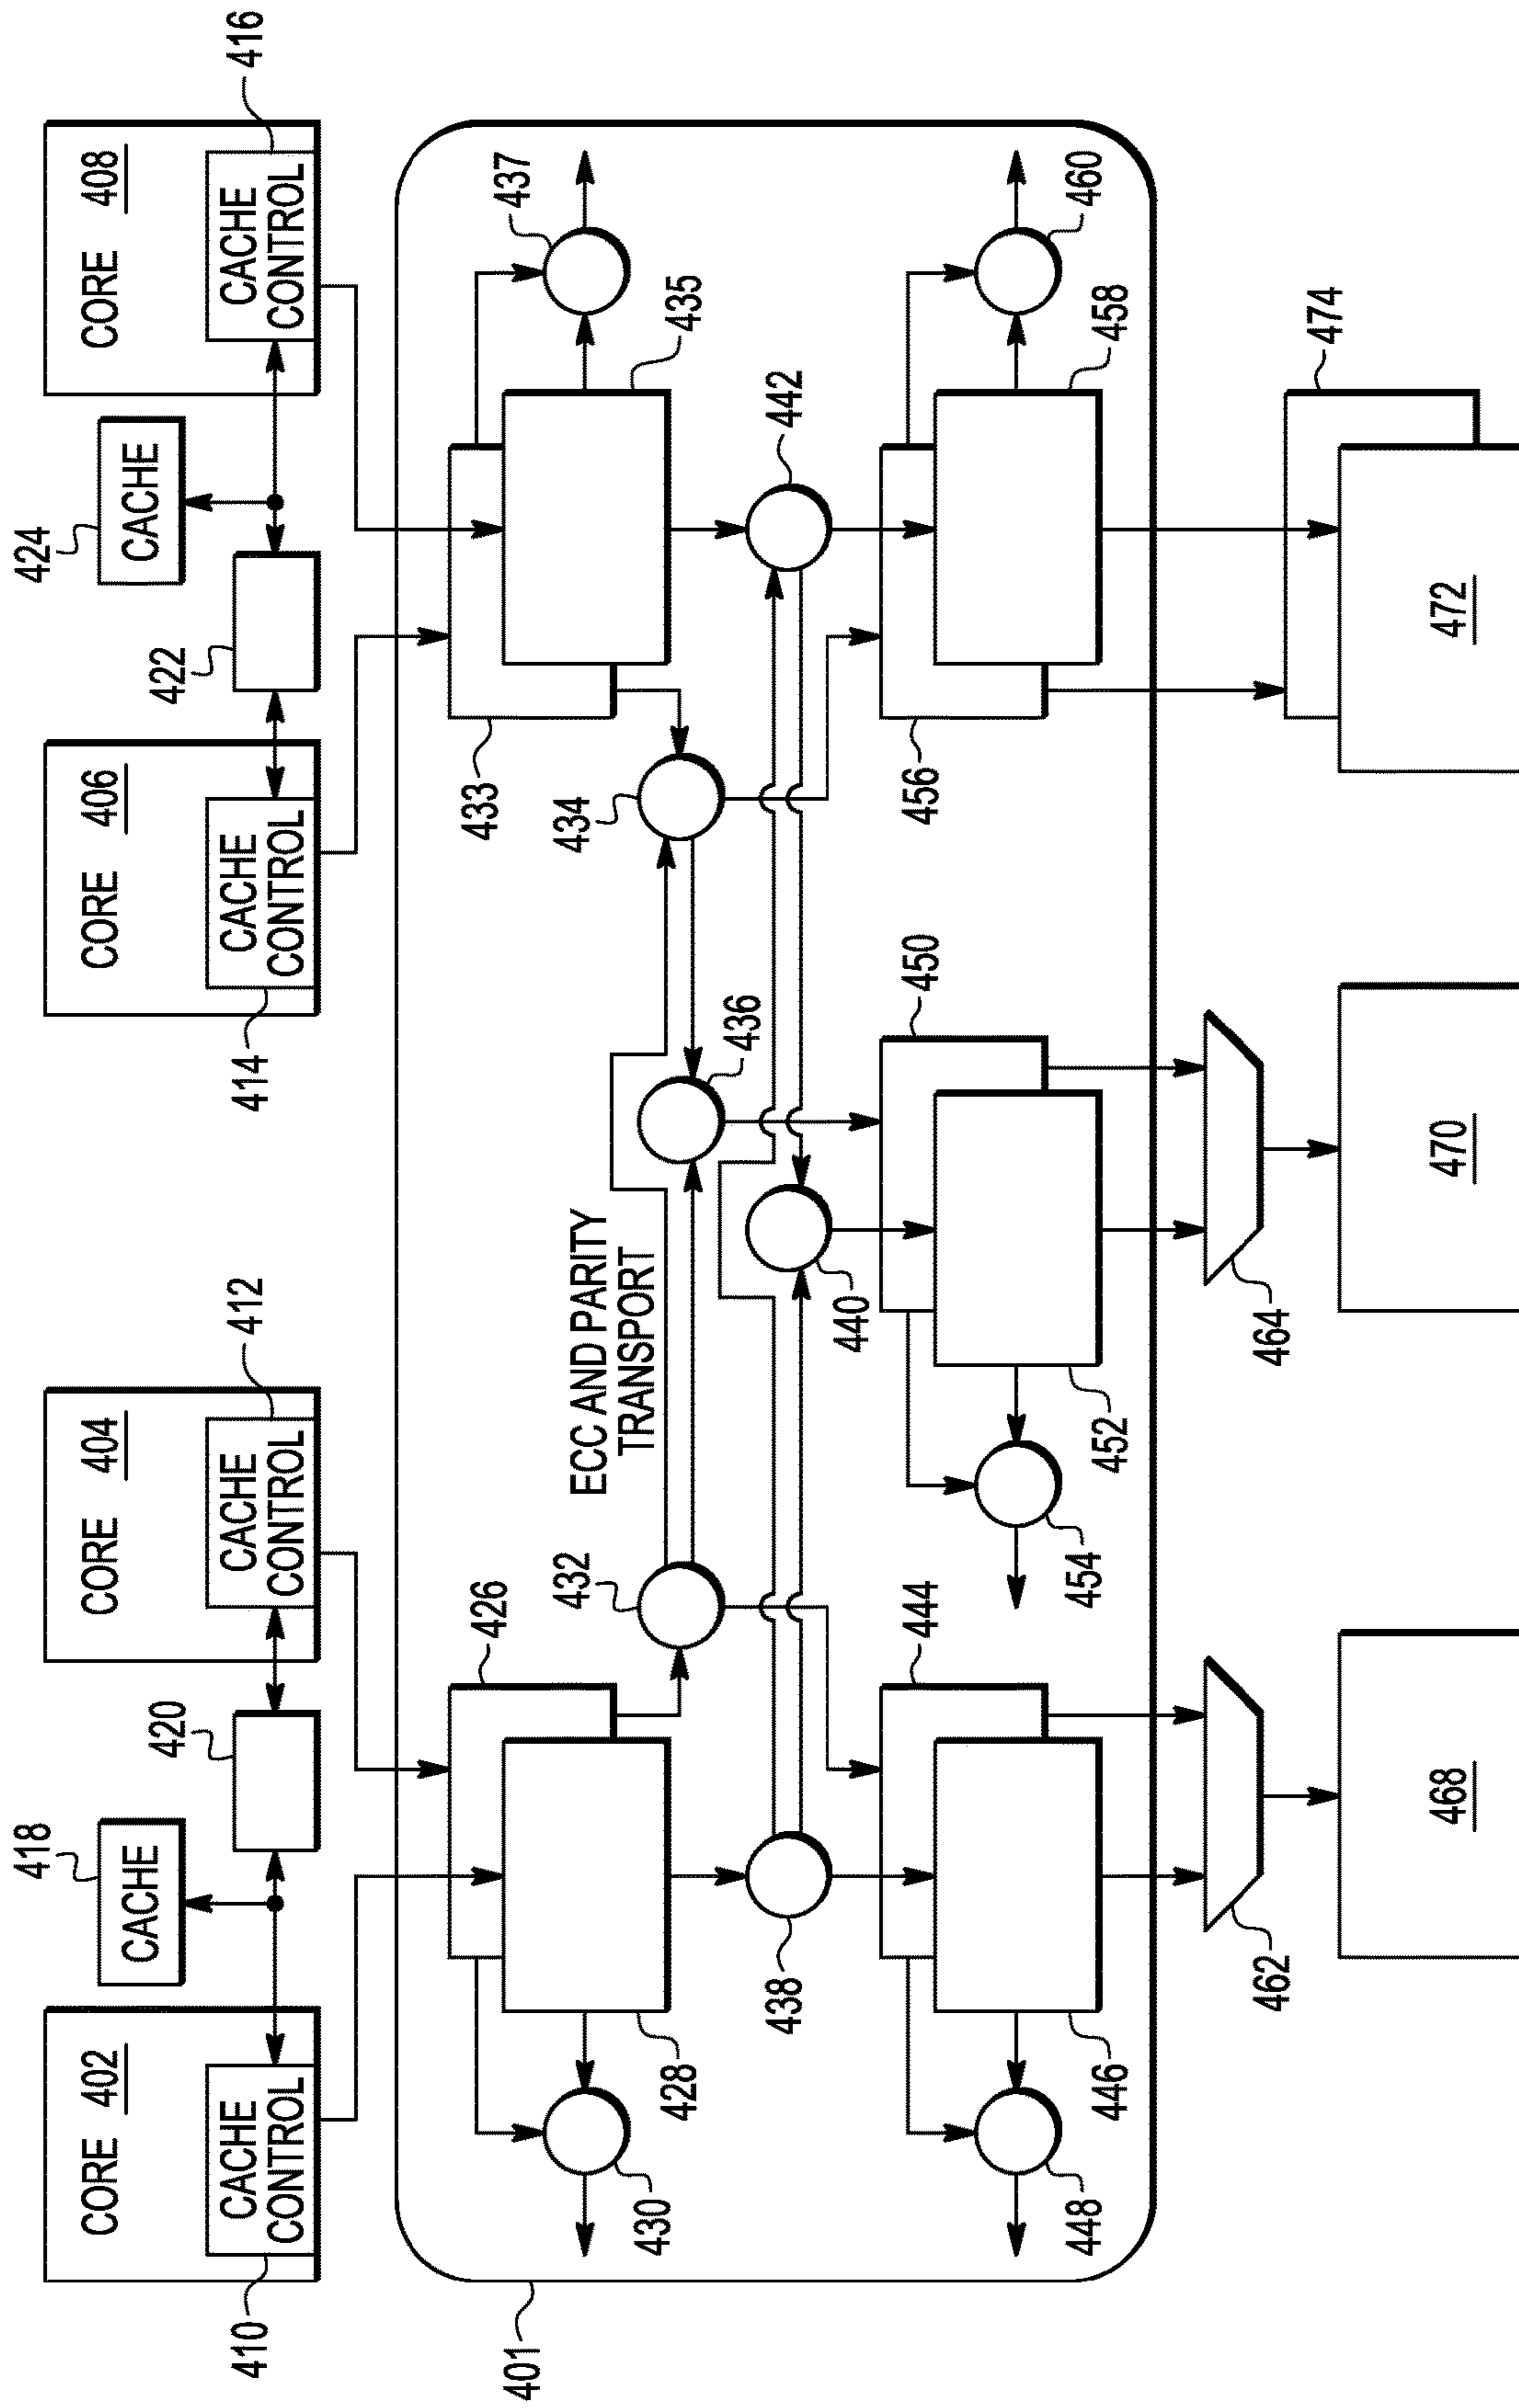 418
424
CORE 402
CACHE
CORE 404
CORE 406
CACHE
CORE 408
420
422
410
CACHE
CONTROL
CACHE
CONTROL
412
414
CACHE
CONTROL
CACHE
CONTROL
416
401
426
433
437
430
428
432
ECC AND PARITY
TRANSPORT
436
434
435
438
440
442
444
450
456
460
448
446
454
452
458
462
464
474
468
470
472